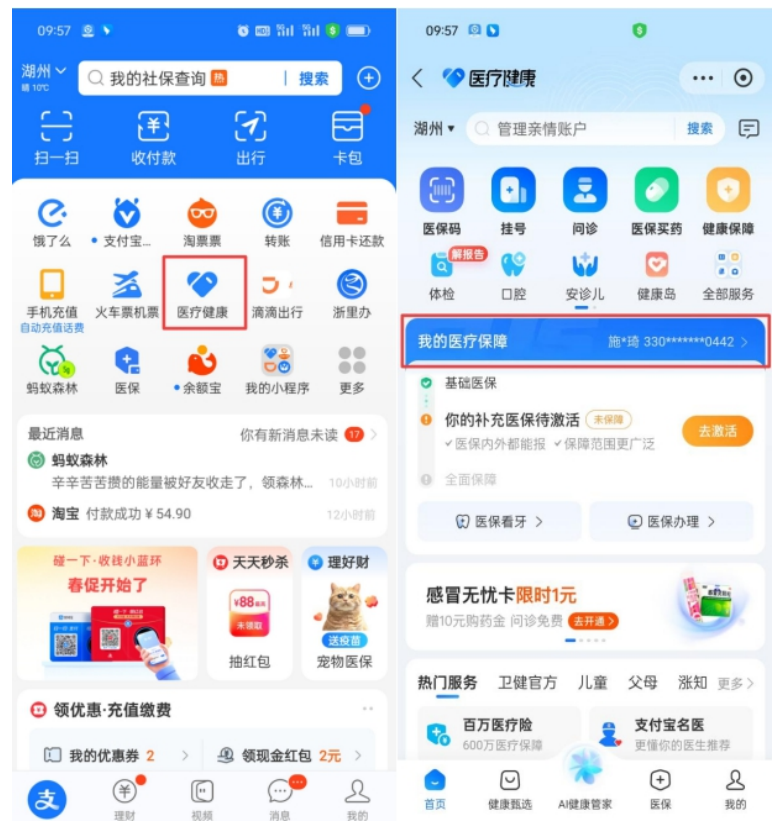 09:57
湖州
晴 10℃
我的社保查询 热
搜索
扫一扫
收付款
出行
卡包
饿了么
支付宝...
淘票票
转账
信用卡还款
手机充值
火车票机票
医疗健康
滴滴出行
浙里办
自动充值话费
蚂蚁森林
医保
余额宝
我的小程序
更多
最近消息
你有新消息未读 17
蚂蚁森林
辛辛苦苦攒的能量被好友收走了，领森林...
10小时前
淘宝 付款成功 ¥54.90
12小时前
碰一下·收钱小蓝环
春促开始了
天天秒杀
¥88
未领取
抽红包
理好财
送疫苗
宠物医保
领优惠·充值缴费
我的优惠券 2
领现金红包 2元
支
理财
视频
消息
我的
09:57
医疗健康
湖州
管理亲情账户
搜索
医保码
挂号
问诊
医保买药
健康保障
解报告
体检
口腔
安诊儿
健康岛
全部服务
我的医疗保障
施*琦 330*******0442 >
基础医保
你的补充医保待激活 未保障
医保内外都能报 保障范围更广泛
去激活
全面保障
医保看牙 >
医保办理 >
感冒无忧卡限时1元
赠10元购药金 问诊免费 去开通 >
热门服务
卫健官方
儿童
父母
涨知
更多 >
百万医疗险
600万医疗保障
支付宝名医
更懂你的医生推荐
首页
健康甄选
AI健康管家
医保
我的